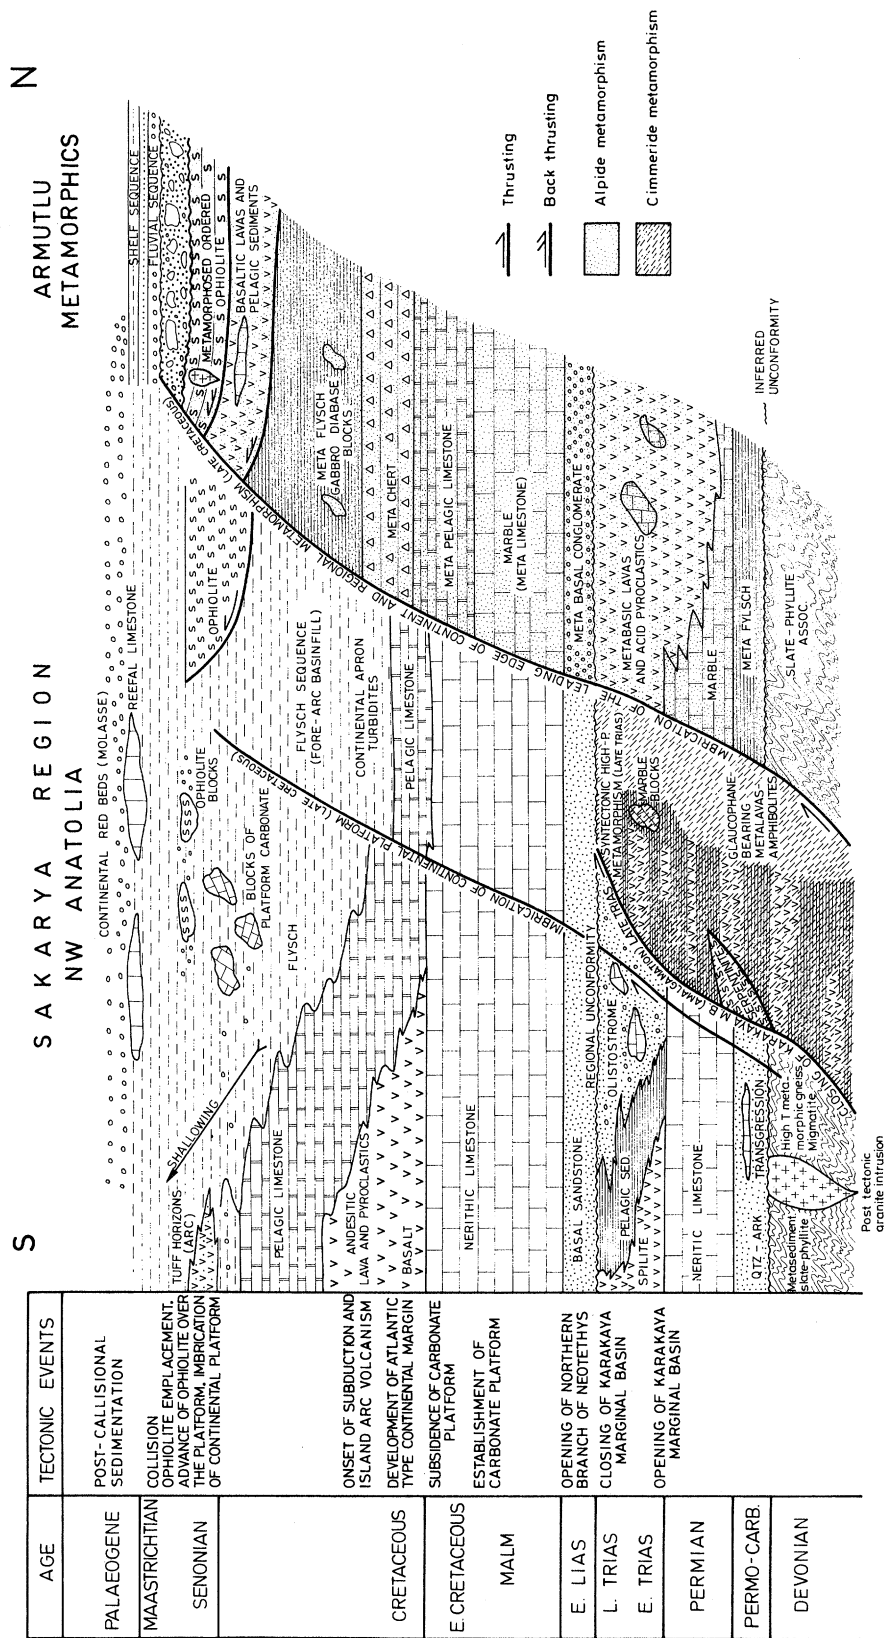 S
SAKARYA REGION
NW ANATOLIA
ARMUTLU
METAMORPHICS
N
AGE
TECTONIC EVENTS
PALAEOGENE
POST-CALLISIONAL
SEDIMENTATION
MAASTRICHTIAN
COLLISION
SENONIAN
OPHIOLITE EMPLACEMENT.
ADVANCE OF OPHIOLITE OVER
THE PLATFORM, IMBRICATION
OF CONTINENTAL PLATFORM
ONSET OF SUBDUCTION AND
ISLAND ARC VOLCANISM
CRETACEOUS
DEVELOPMENT OF ATLANTIC
TYPE CONTINENTAL MARGIN
E. CRETACEOUS
SUBSIDENCE OF CARBONATE
PLATFORM
MALM
ESTABLISHMENT OF
CARBONATE PLATFORM
E. LIAS
OPENING OF NORTHERN
BRANCH OF NEOTETHYS
L. TRIAS
CLOSING OF KARAKAYA
MARGINAL BASIN
E. TRIAS
OPENING OF KARAKAYA
MARGINAL BASIN
PERMIAN
PERMO-CARB.
DEVONIAN
CONTINENTAL RED BEDS (MOLASSE)
REEFAL LIMESTONE
SHELF SEQUENCE
FLUVIAL SEQUENCE
TUFF HORIZONS
(ARC)
SHALLOWING
OPHIOLITE
BLOCKS
BLOCKS OF
PLATFORM CARBONATE
FLYSCH
OPHIOLITE
METAMORPHOSED ORDERED
OPHIOLITE
BASALTIC LAVAS AND
PELAGIC SEDIMENTS
PELAGIC LIMESTONE
FLYSCH SEQUENCE
(FORE-ARC BASINFILL)
META FLYSCH
GABBRO DIABASE
BLOCKS
ANDESITIC
LAVA AND PYROCLASTICS
CONTINENTAL APRON
TURBIDITES
META CHERT
BASALT
PELAGIC LIMESTONE
META PELAGIC LIMESTONE
NERITHIC LIMESTONE
MARBLE
(META LIMESTONE)
IMBRICATION OF CONTINENTAL PLATFORM (LATE CRETACEOUS)
IMBRICATION OF THE LEADING EDGE OF CONTINENT AND REGIONAL METAMORPHISM (LATE CRETACEOUS)
BASAL SANDSTONE
REGIONAL UNCONFORMITY
META BASAL CONGLOMERATE
PELAGIC SED.
OLISTOSTROME
SYNTECTONIC HIGH-P
METAMORPHISM (LATE TRIAS)
METABASIC LAVAS
AND ACID PYROCLASTICS
SPILITE
MARBLE
BLOCKS
NERITIC LIMESTONE
MARBLE
CLOSING OF KARAKAYA M.B (AMALGAMATION LATE TRIAS)
GLAUCOPHANE-
BEARING
METALAVAS-
AMPHIBOLITES
QTZ-ARK
TRANSGRESSION
META FYLSCH
INFERRED
UNCONFORMITY
Metasediment
slate-phyllite
High T meta-
morphic gneiss
Migmatite
SLATE-PHYLLITE
ASSOC.
Post tectonic
granite intrusion
Thrusting
Back thrusting
Alpide metamorphism
Cimmeride metamorphism